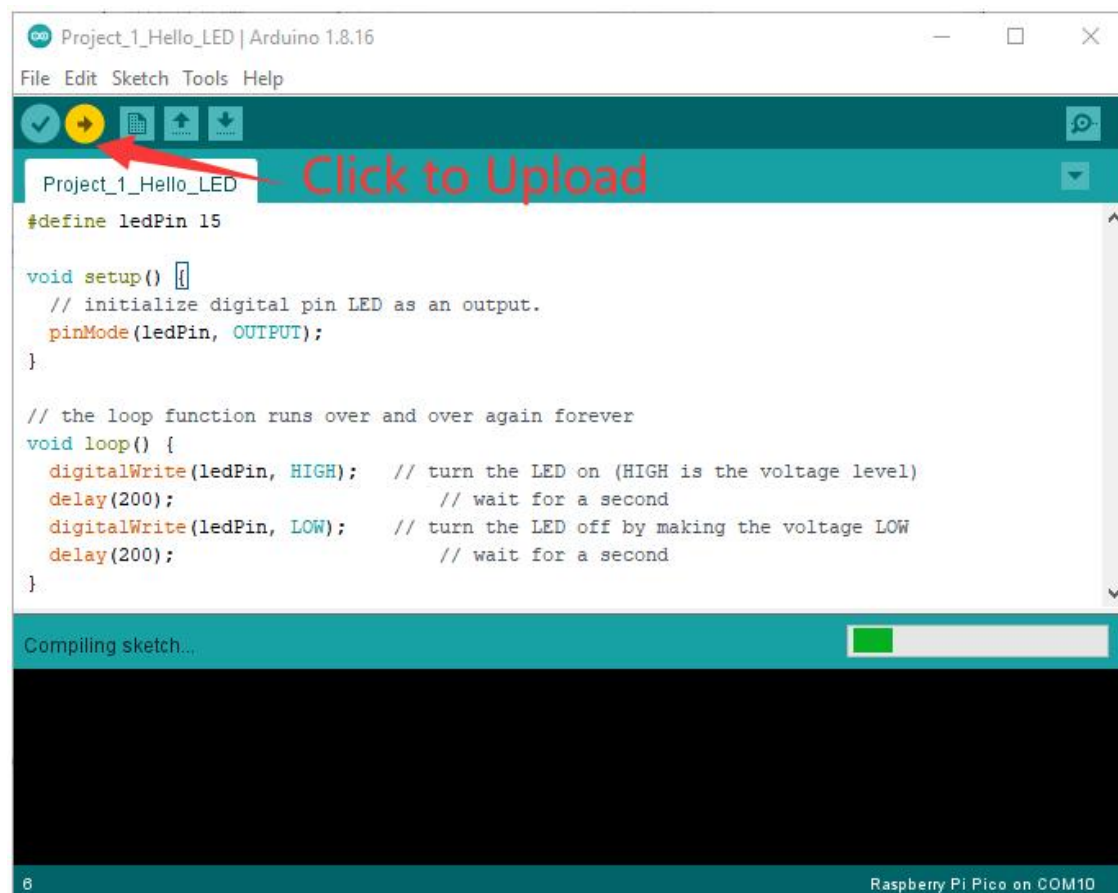 Project_1_Hello_LED | Arduino 1.8.16
File Edit Sketch Tools Help
Click to Upload
Project_1_Hello_LED
#define ledPin 15
void setup() {
  // initialize digital pin LED as an output.
  pinMode(ledPin, OUTPUT);
}
// the loop function runs over and over again forever
void loop() {
  digitalWrite(ledPin, HIGH);   // turn the LED on (HIGH is the voltage level)
  delay(200);                       // wait for a second
  digitalWrite(ledPin, LOW);    // turn the LED off by making the voltage LOW
  delay(200);                       // wait for a second
}
Compiling sketch...
6 Raspberry Pi Pico on COM10